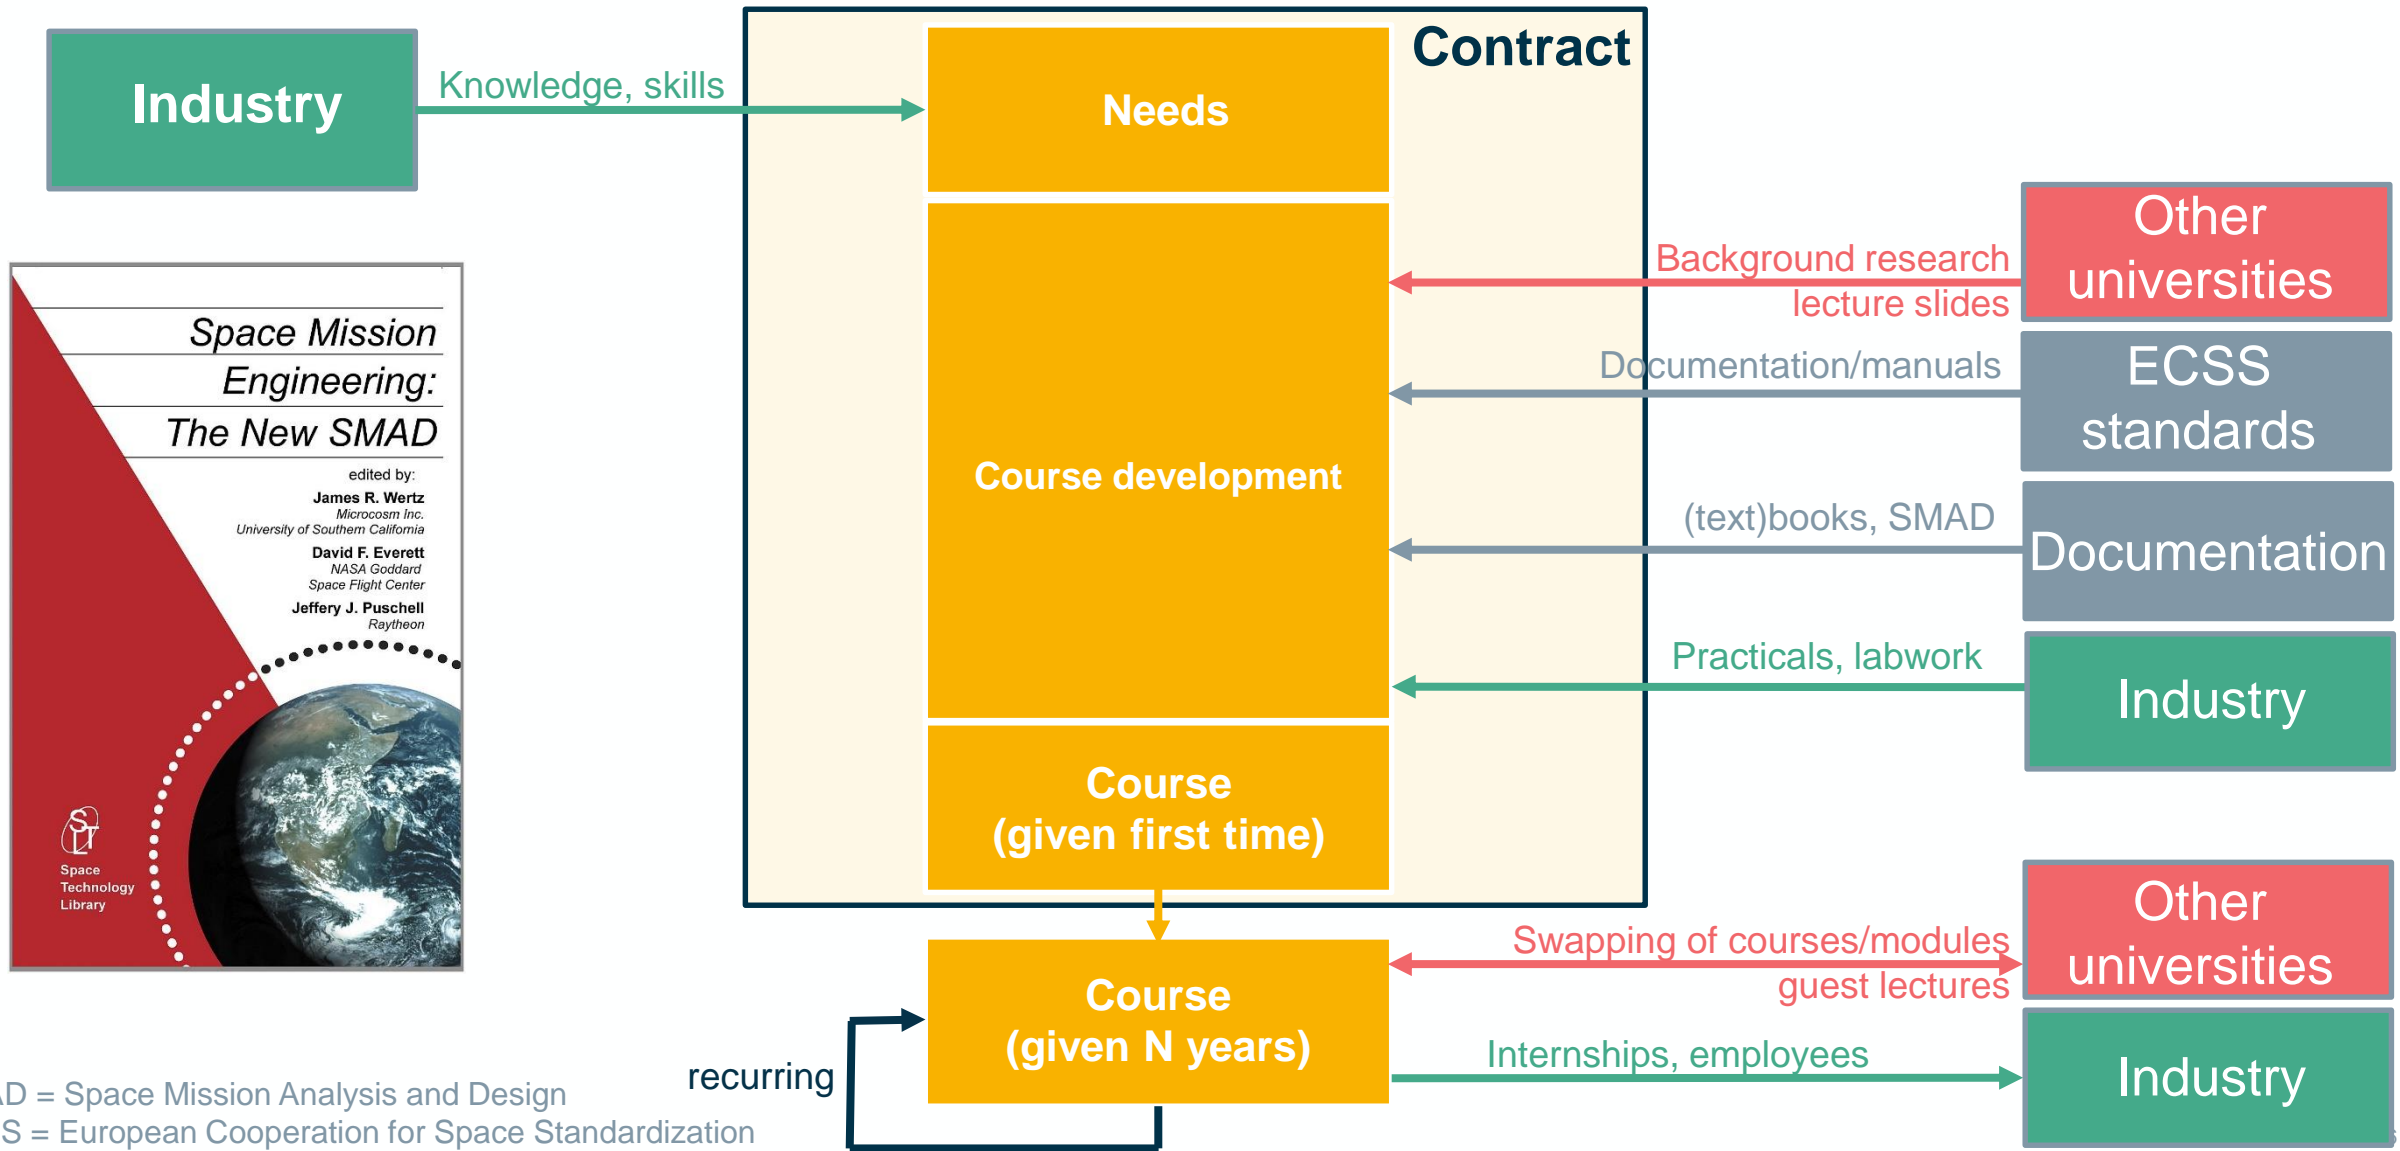 Contract
Industry
Knowledge, skills
Needs
Other
universities
Background research
lecture slides
ECSS
standards
Documentation/manuals
Course development
Documentation
(text)books, SMAD
Industry
Practicals, labwork
Course
(given first time)
Other
universities
Swapping of courses/modules
guest lectures
Course
(given N years)
Industry
Internships, employees
recurring
Space Mission
Engineering:
The New SMAD
edited by:
James R. Wertz
Microcosm Inc.
University of Southern California
David F. Everett
NASA Goddard
Space Flight Center
Jeffery J. Puschell
Raytheon
SLT
Space
Technology
Library
AD = Space Mission Analysis and Design
S = European Cooperation for Space Standardization